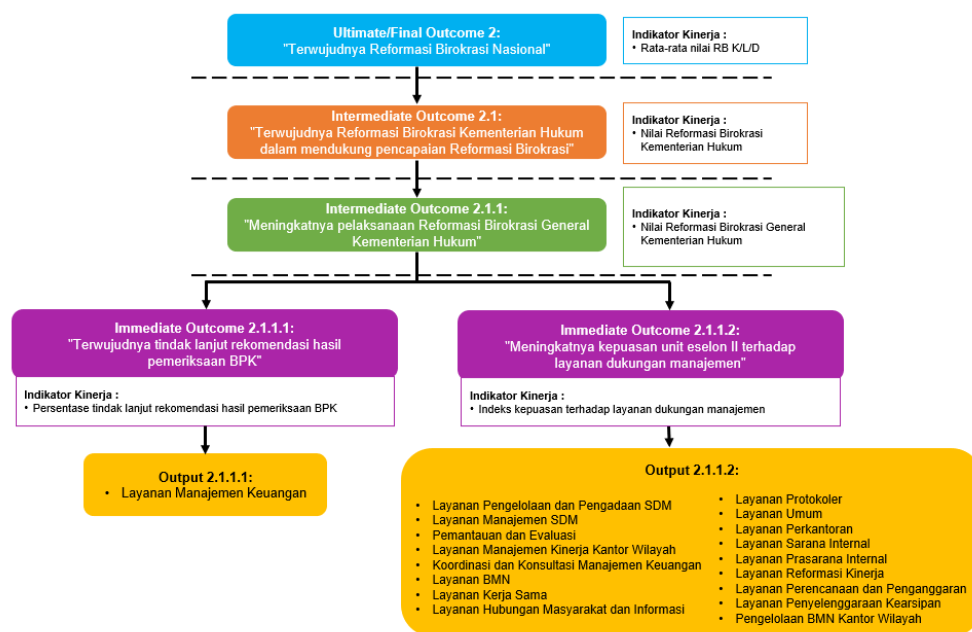 Ultimate/Final Outcome 2:
"Terwujudnya Reformasi Birokrasi Nasional"
Indikator Kinerja :
• Rata-rata nilai RB K/L/D
Intermediate Outcome 2.1:
"Terwujudnya Reformasi Birokrasi Kementerian Hukum
dalam mendukung pencapaian Reformasi Birokrasi"
Indikator Kinerja :
• Nilai Reformasi Birokrasi
Kementerian Hukum
Intermediate Outcome 2.1.1:
"Meningkatnya pelaksanaan Reformasi Birokrasi General
Kementerian Hukum"
Indikator Kinerja :
• Nilai Reformasi Birokrasi General
Kementerian Hukum
Immediate Outcome 2.1.1.1:
"Terwujudnya tindak lanjut rekomendasi hasil
pemeriksaan BPK"
Indikator Kinerja :
• Persentase tindak lanjut rekomendasi hasil pemeriksaan BPK
Immediate Outcome 2.1.1.2:
"Meningkatnya kepuasan unit eselon II terhadap
layanan dukungan manajemen"
Indikator Kinerja :
• Indeks kepuasan terhadap layanan dukungan manajemen
Output 2.1.1.1:
• Layanan Manajemen Keuangan
Output 2.1.1.2:
• Layanan Pengelolaan dan Pengadaan SDM
• Layanan Manajemen SDM
• Pemantauan dan Evaluasi
• Layanan Manajemen Kinerja Kantor Wilayah
• Koordinasi dan Konsultasi Manajemen Keuangan
• Layanan BMN
• Layanan Kerja Sama
• Layanan Hubungan Masyarakat dan Informasi
• Layanan Protokoler
• Layanan Umum
• Layanan Perkantoran
• Layanan Sarana Internal
• Layanan Prasarana Internal
• Layanan Reformasi Kinerja
• Layanan Perencanaan dan Penganggaran
• Layanan Penyelenggaraan Kearsipan
• Pengelolaan BMN Kantor Wilayah